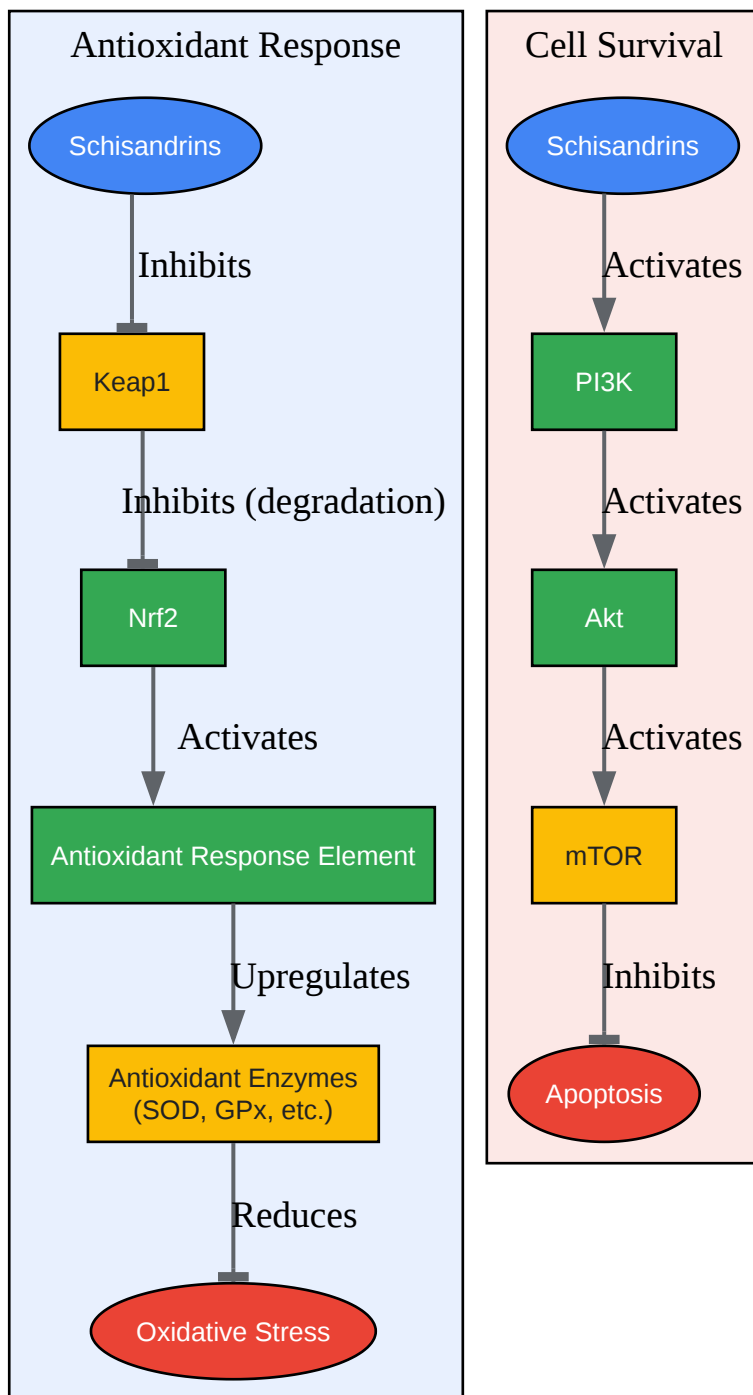 Antioxidant Response
Schisandrins
Inhibits
Keap1
Inhibits (degradation)
Nrf2
Activates
Antioxidant Response Element
Upregulates
Antioxidant Enzymes
(SOD, GPx, etc.)
Reduces
Oxidative Stress
Cell Survival
Schisandrins
Activates
PI3K
Activates
Akt
Activates
mTOR
Inhibits
Apoptosis